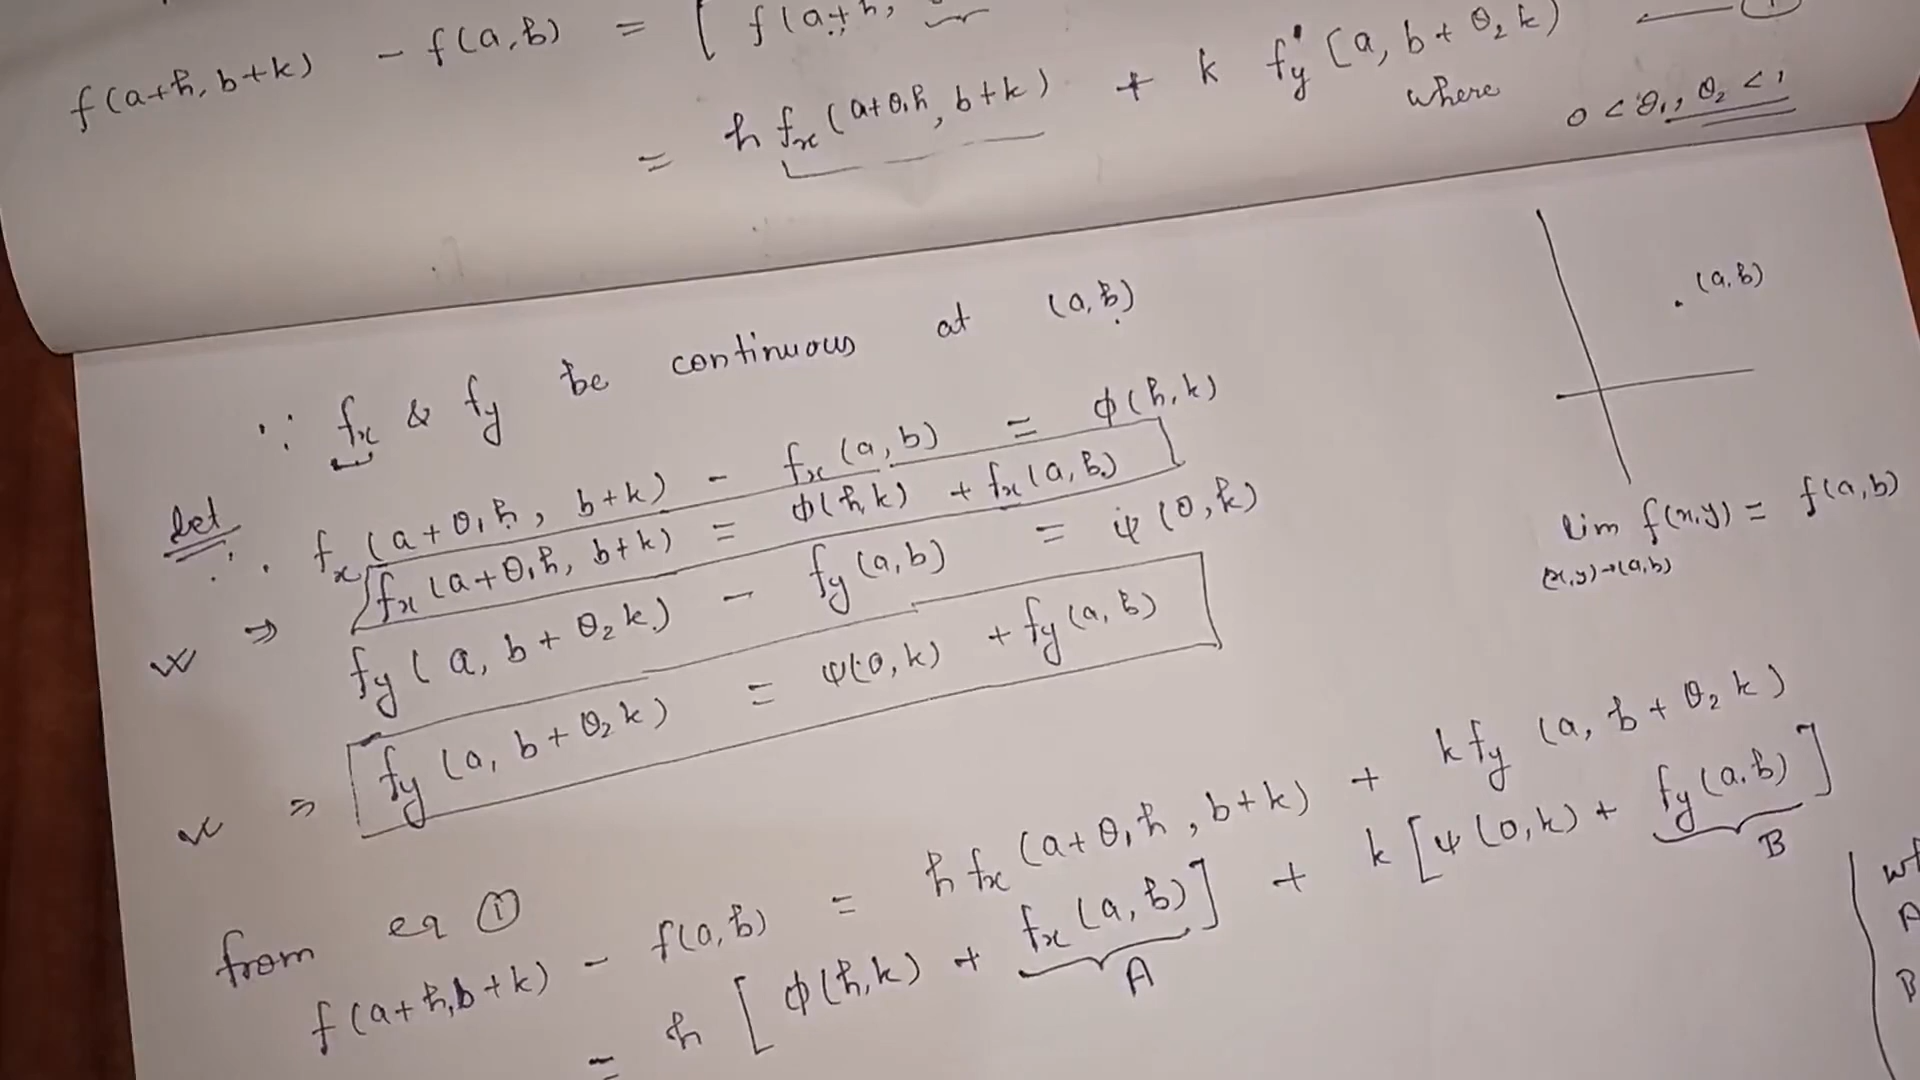 f(a+h, b+k) - f(a,b) = [ f(a+h,
= h fx(a+θ1h, b+k) + k fy(a, b+θ2k) ①
where 0 < θ1, θ2 < 1
∵ fx & fy be continuous at (a,b)
(a,b)
let ∴ fx(a+θ1h, b+k) - fx(a,b) = φ(h,k)
⇒ fx(a+θ1h, b+k) = φ(h,k) + fx(a,b)
fy(a, b+θ2k) - fy(a,b) = ψ(0,k)
⇒ fy(a, b+θ2k) = ψ(0,k) + fy(a,b)
lim f(x,y) = f(a,b)
(x,y)→(a,b)
from eq ①
f(a+h,b+k) - f(a,b) = h fx(a+θ1h, b+k) + k fy(a, b+θ2k)
= h [ φ(h,k) + fx(a,b) ] + k [ ψ(0,k) + fy(a,b) ]
A B
A
B